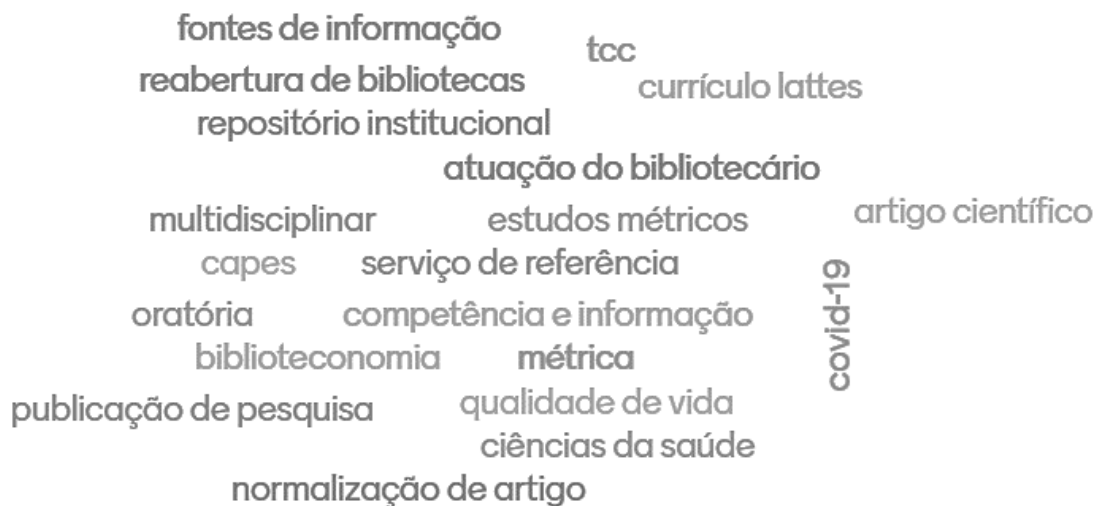 fontes de informação
tcc
reabertura de bibliotecas
currículo lattes
repositório institucional
atuação do bibliotecário
artigo científico
multidisciplinar
estudos métricos
capes
serviço de referência
covid-19
oratória
competência e informação
biblioteconomia
métrica
publicação de pesquisa
qualidade de vida
ciências da saúde
normalização de artigo